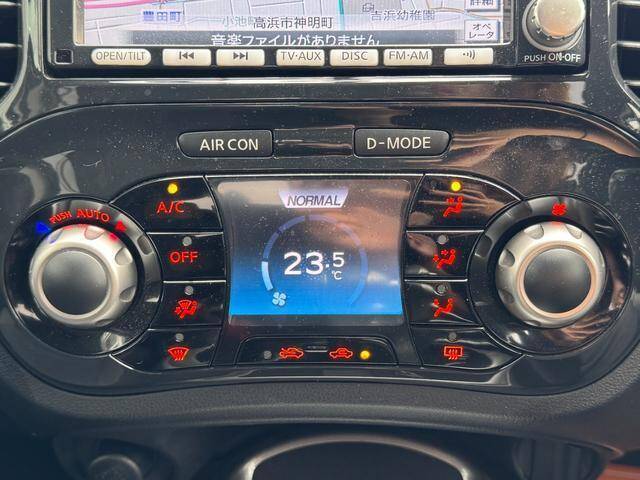 豊田町
小池町
吉浜幼稚園
詳細
高浜市神明町
オペレータ
音楽ファイルがありません
OPEN/TILT
TV·AUX
DISC
FM·AM
PUSH ON·OFF
AIR CON
D-MODE
PUSH AUTO
A/C
NORMAL
OFF
23.5
℃